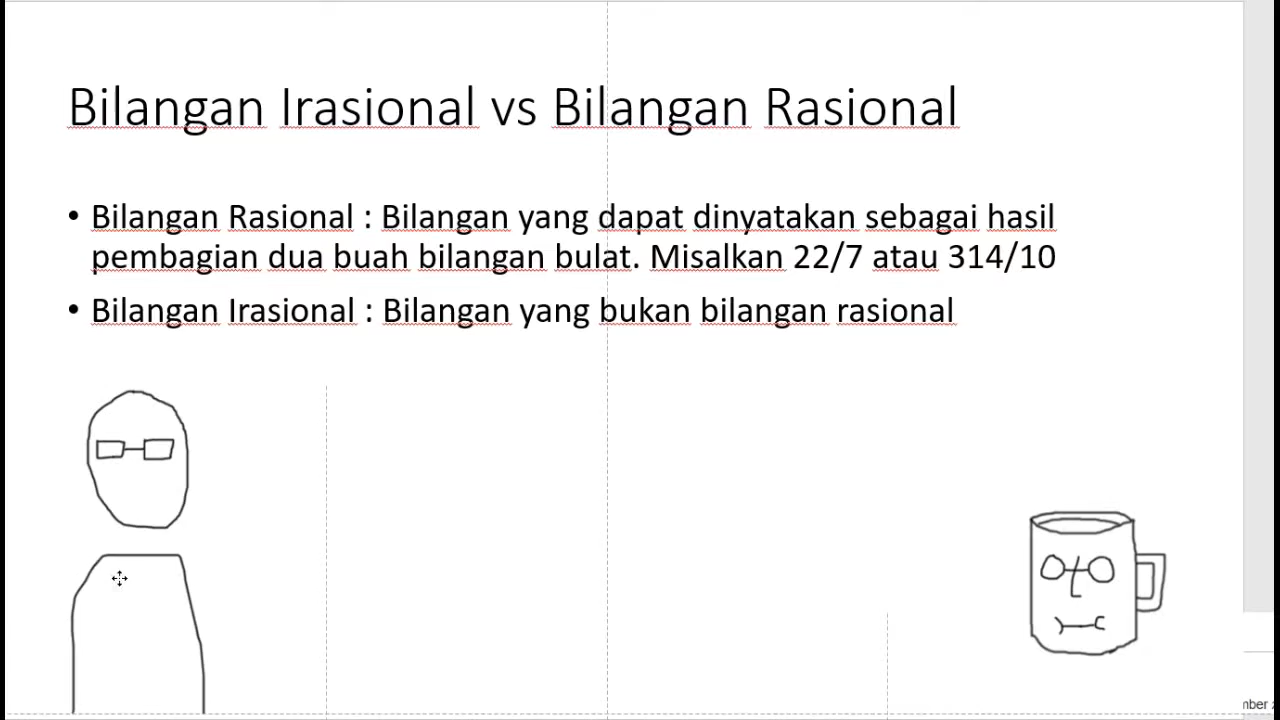 Bilangan Irasional vs Bilangan Rasional
• Bilangan Rasional : Bilangan yang dapat dinyatakan sebagai hasil
pembagian dua buah bilangan bulat. Misalkan 22/7 atau 314/10
• Bilangan Irasional : Bilangan yang bukan bilangan rasional